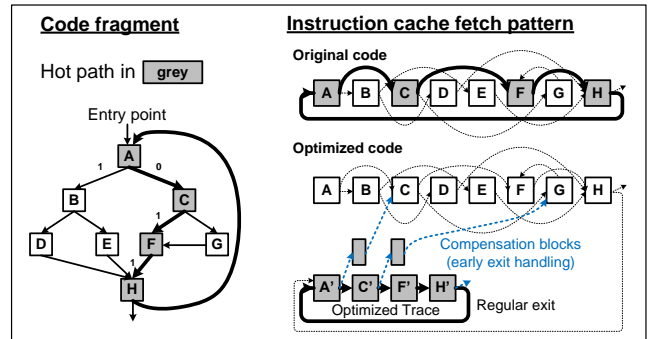 Code fragment
Hot path in grey
Entry point
A
1
0
B
C
1
D
E
F
G
1
H
Instruction cache fetch pattern
Original code
A B C D E F G H
Optimized code
A B C D E F G H
Compensation blocks
(early exit handling)
A' C' F' H'
Optimized Trace
Regular exit